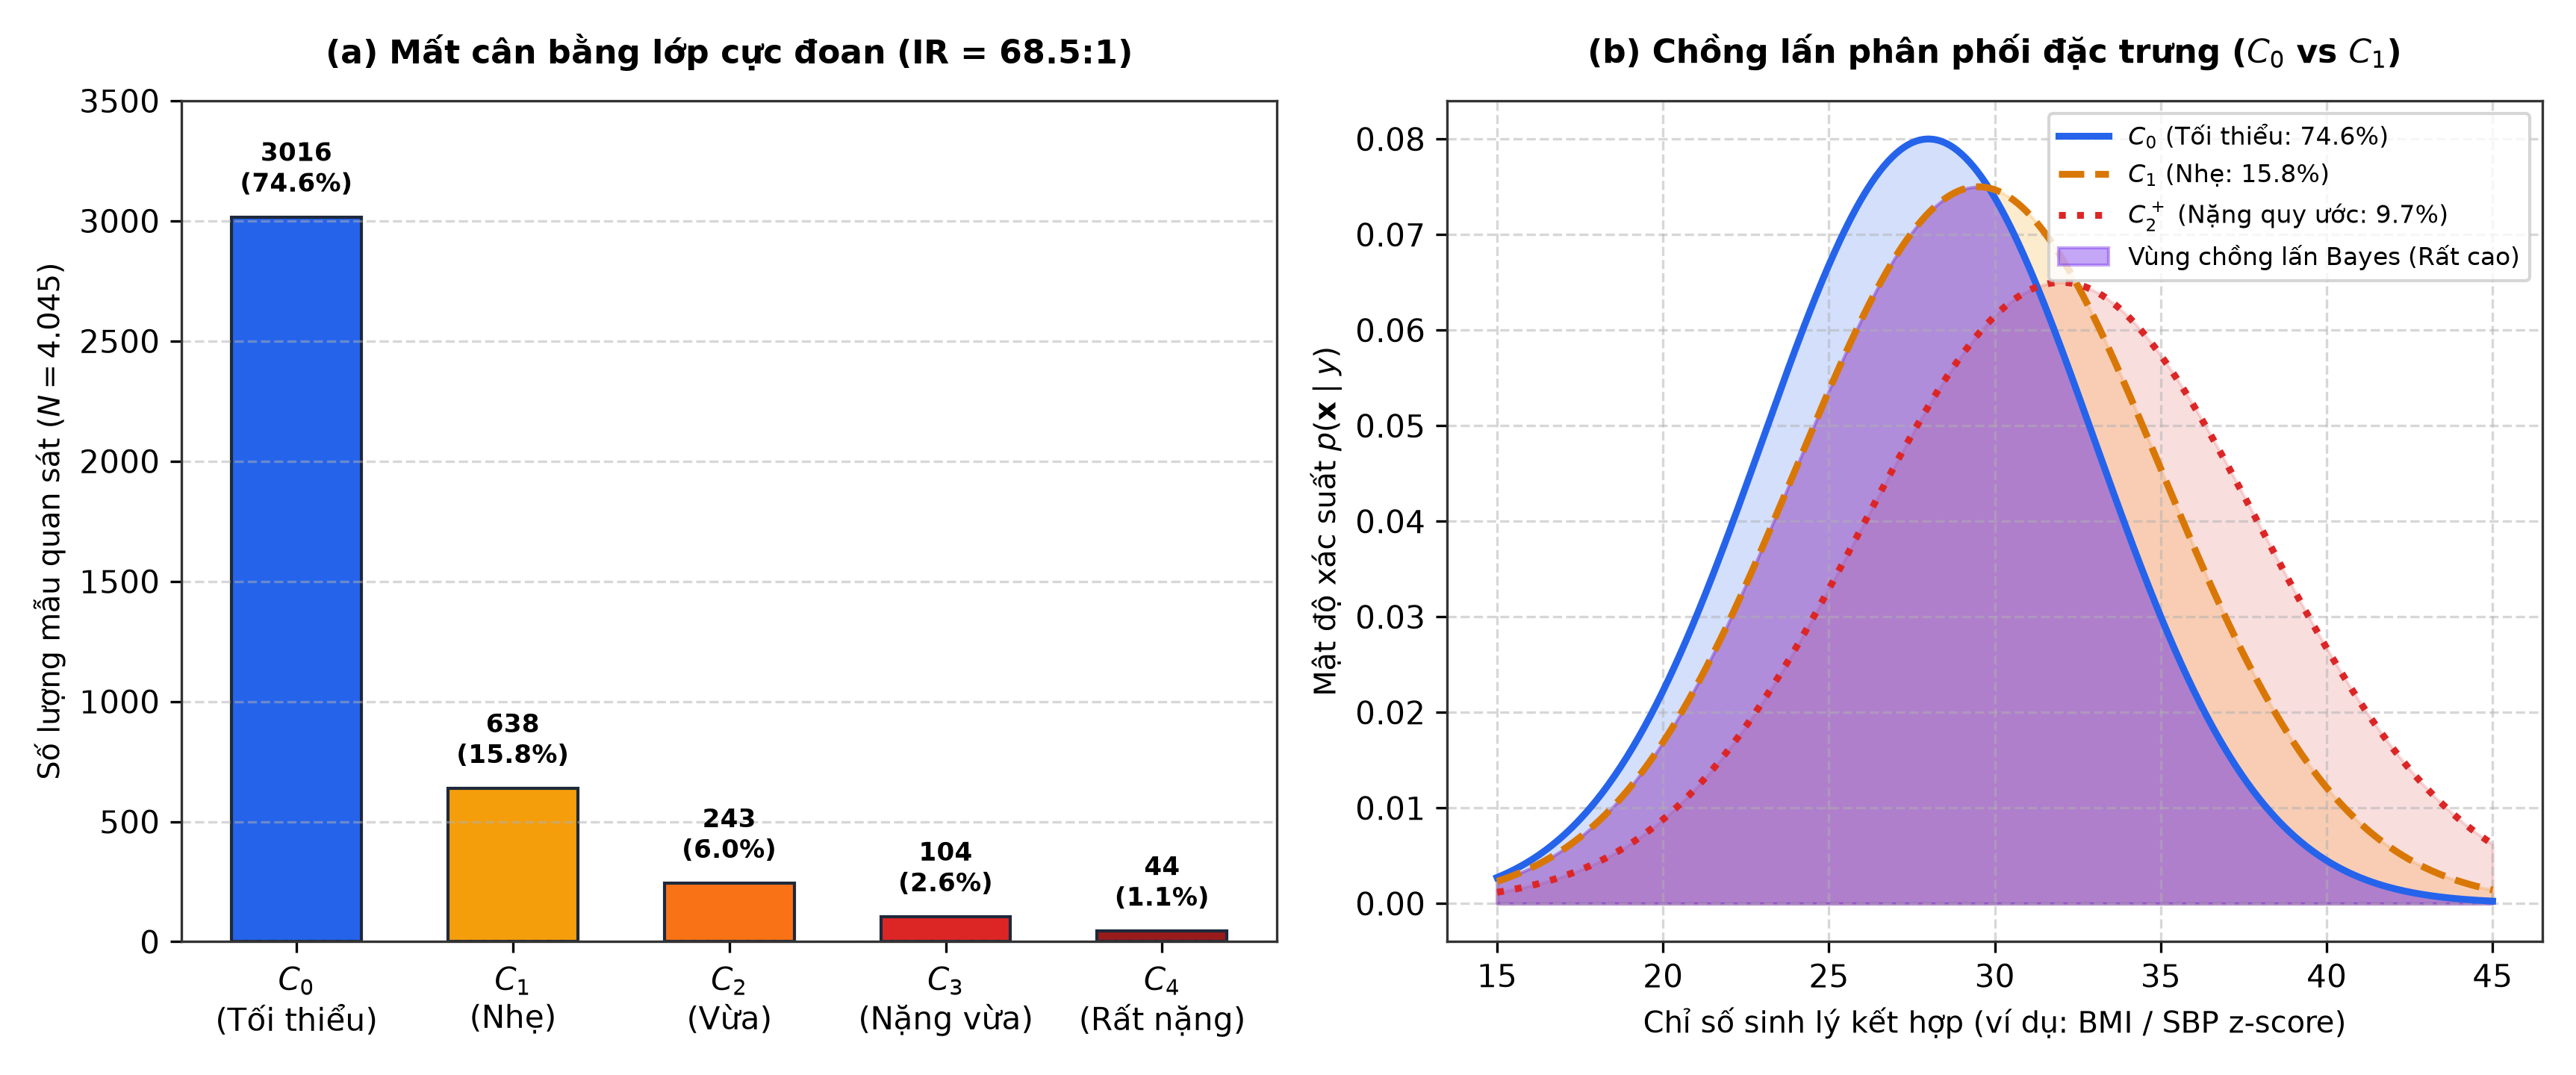 (a) Mất cân bằng lớp cực đoan (IR = 68.5:1)
Số lượng mẫu quan sát (N = 4.045)
3500
3000
2500
2000
1500
1000
500
0
3016
(74.6%)
638
(15.8%)
243
(6.0%)
104
(2.6%)
44
(1.1%)
C₀
(Tối thiểu)
C₁
(Nhẹ)
C₂
(Vừa)
C₃
(Nặng vừa)
C₄
(Rất nặng)
(b) Chồng lấn phân phối đặc trưng (C₀ vs C₁)
Mật độ xác suất p(x | y)
0.08
0.07
0.06
0.05
0.04
0.03
0.02
0.01
0.00
C₀ (Tối thiểu: 74.6%)
C₁ (Nhẹ: 15.8%)
C₂⁺ (Nặng quy ước: 9.7%)
Vùng chồng lấn Bayes (Rất cao)
15 20 25 30 35 40 45
Chỉ số sinh lý kết hợp (ví dụ: BMI / SBP z-score)